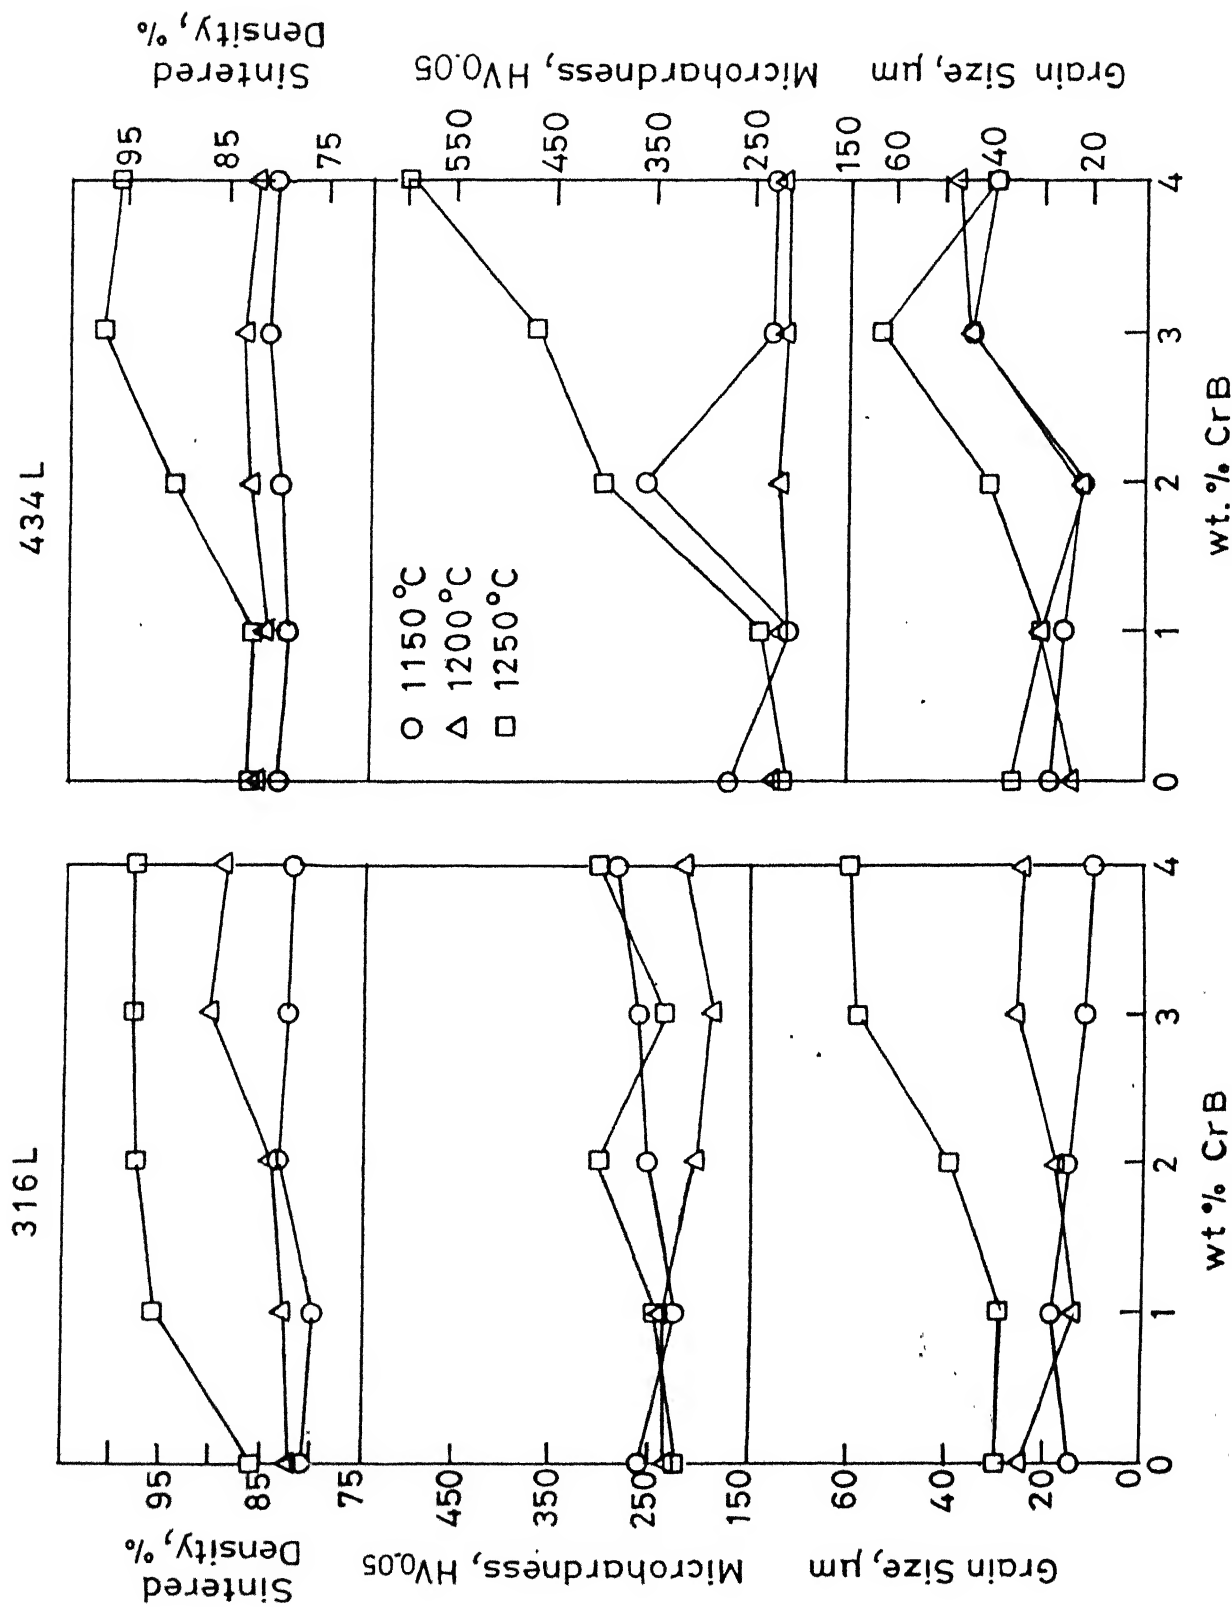 316L
434L
Sintered
Density, %
95
85
75
Microhardness, HV0.05
450
350
250
150
Grain Size, µm
60
40
20
0
0
1
2
3
4
wt % CrB
○ 1150°C
△ 1200°C
□ 1250°C
Sintered
Density, %
95
85
75
Microhardness, HV0.05
550
450
350
250
150
Grain Size, µm
60
40
20
0
1
2
3
4
wt. % CrB